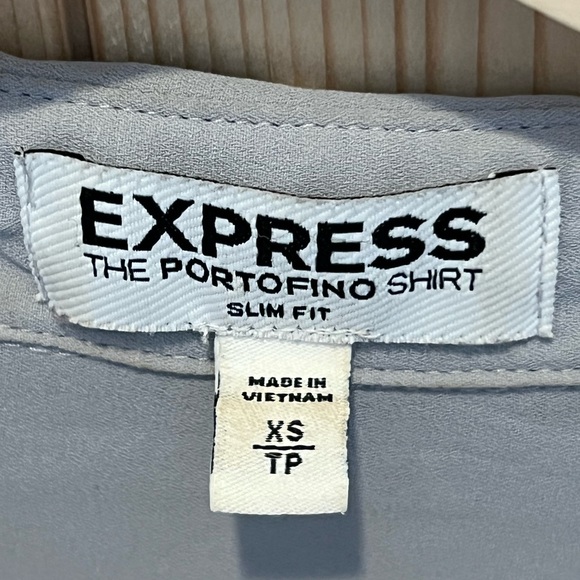 EXPRESS
THE PORTOFINO SHIRT
SLIM FIT
MADE IN
VIETNAM
XS
TP